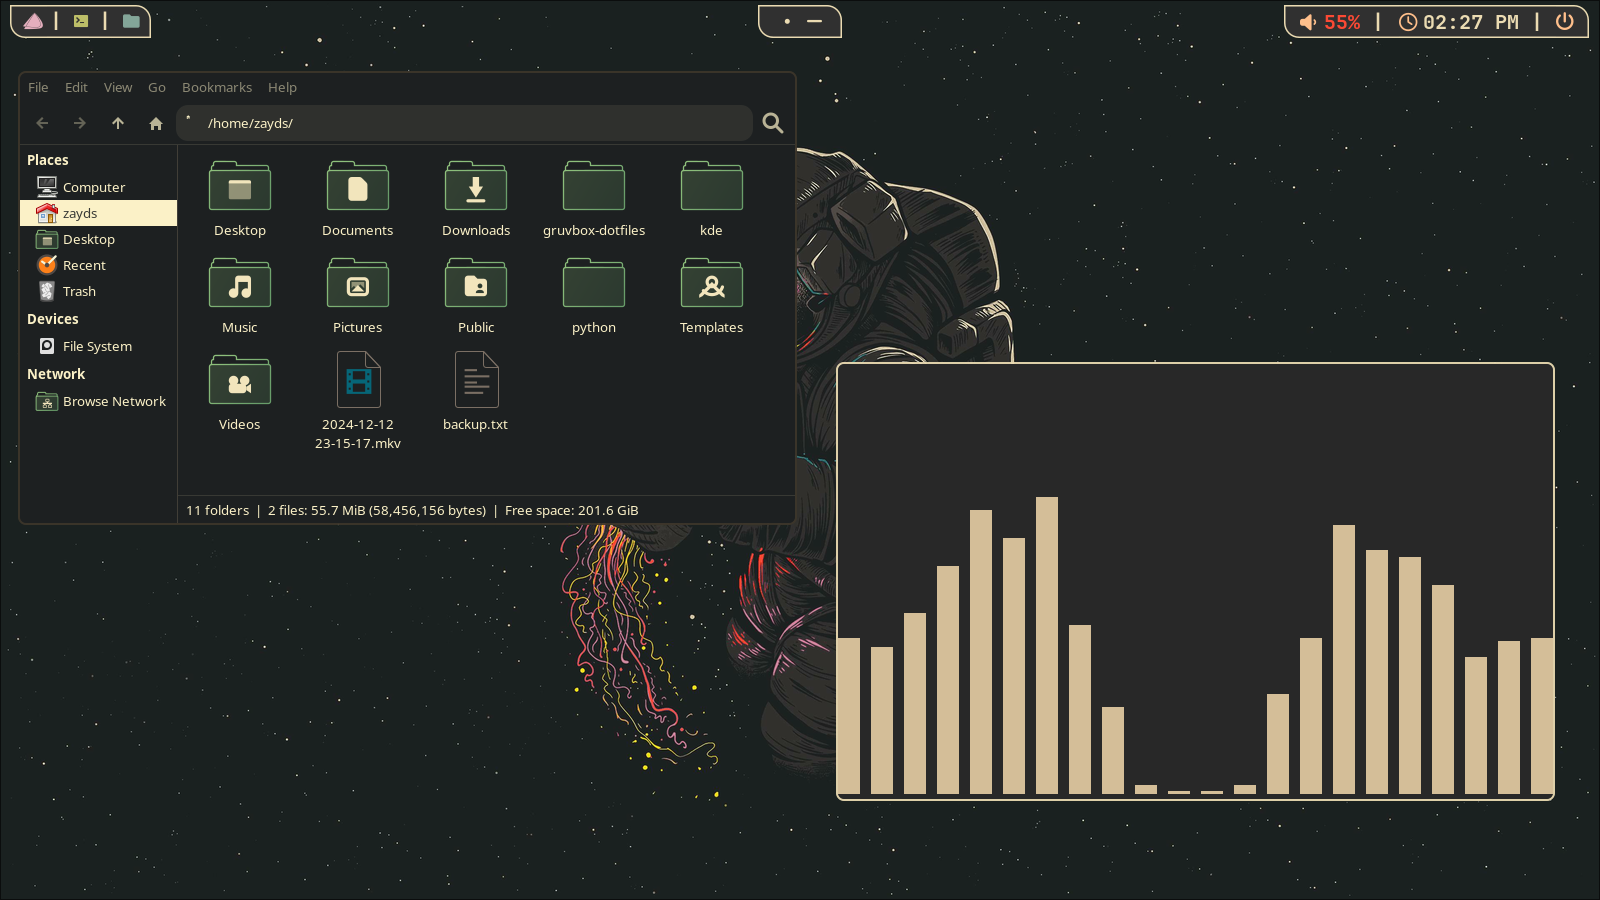 55% | 02:27 PM |
File Edit View Go Bookmarks Help
/home/zayds/
Places
Computer
zayds
Desktop
Recent
Trash
Devices
File System
Network
Browse Network
Desktop Documents Downloads gruvbox-dotfiles kde
Music Pictures Public python Templates
Videos 2024-12-12 backup.txt
23-15-17.mkv
11 folders | 2 files: 55.7 MiB (58,456,156 bytes) | Free space: 201.6 GiB